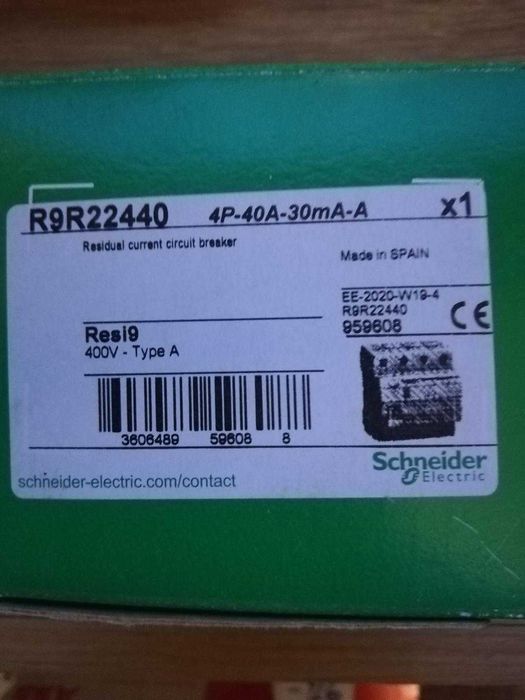 R9R22440 4P-40A-30mA-A x1
Residual current circuit breaker
Made in SPAIN
EE-2020-W19-4
R9R22440
959608 CE
Resi9
400V - Type A
3606489 59608 8
Schneider
Electric
schneider-electric.com/contact